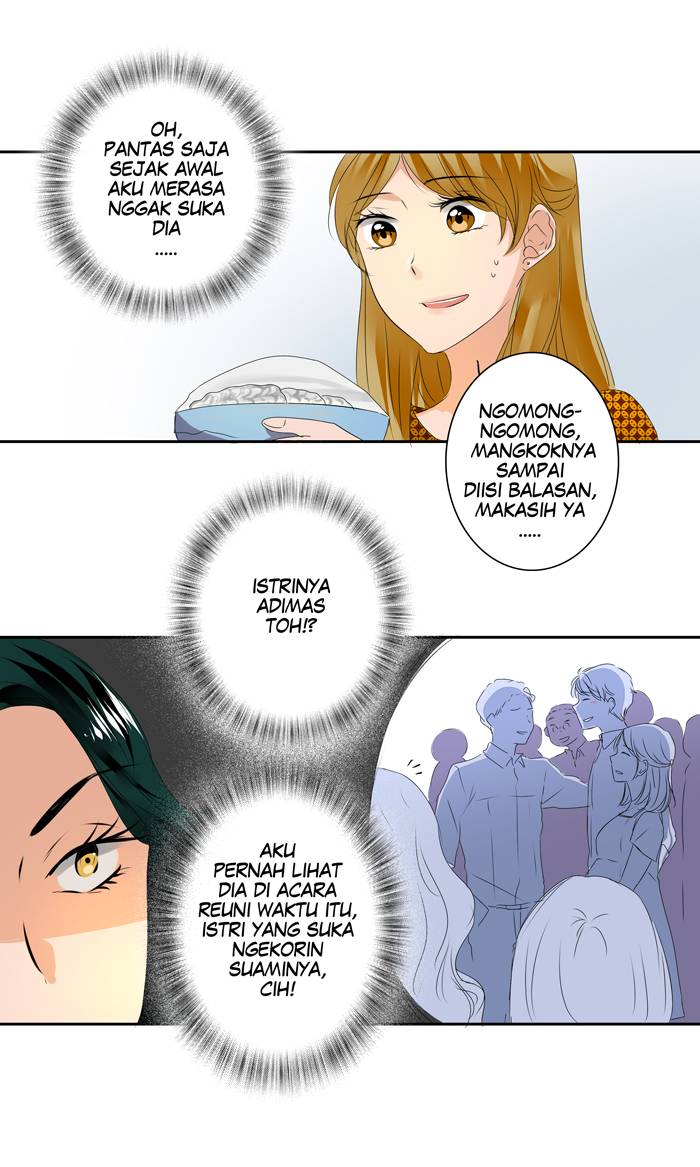 OH,
PANTAS SAJA
SEJAK AWAL
AKU MERASA
NGGAK SUKA
DIA
.....
NGOMONG-
NGOMONG,
MANGKOKNYA
SAMPAI
DIISI BALASAN,
MAKASIH YA
.....
ISTRINYA
ADIMAS
TOH!?
AKU
PERNAH LIHAT
DIA DI ACARA
REUNI WAKTU ITU,
ISTRI YANG SUKA
NGEKORIN
SUAMINYA,
CIH!